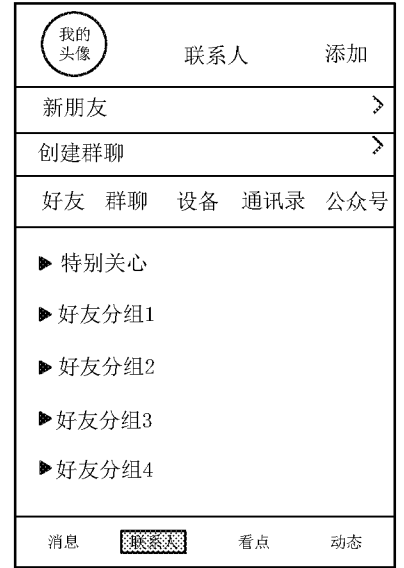 我的
头像
联系人 添加
新朋友
创建群聊
好友 群聊 设备 通讯录 公众号
特别关心
好友分组1
好友分组2
好友分组3
好友分组4
消息 联系人 看点 动态